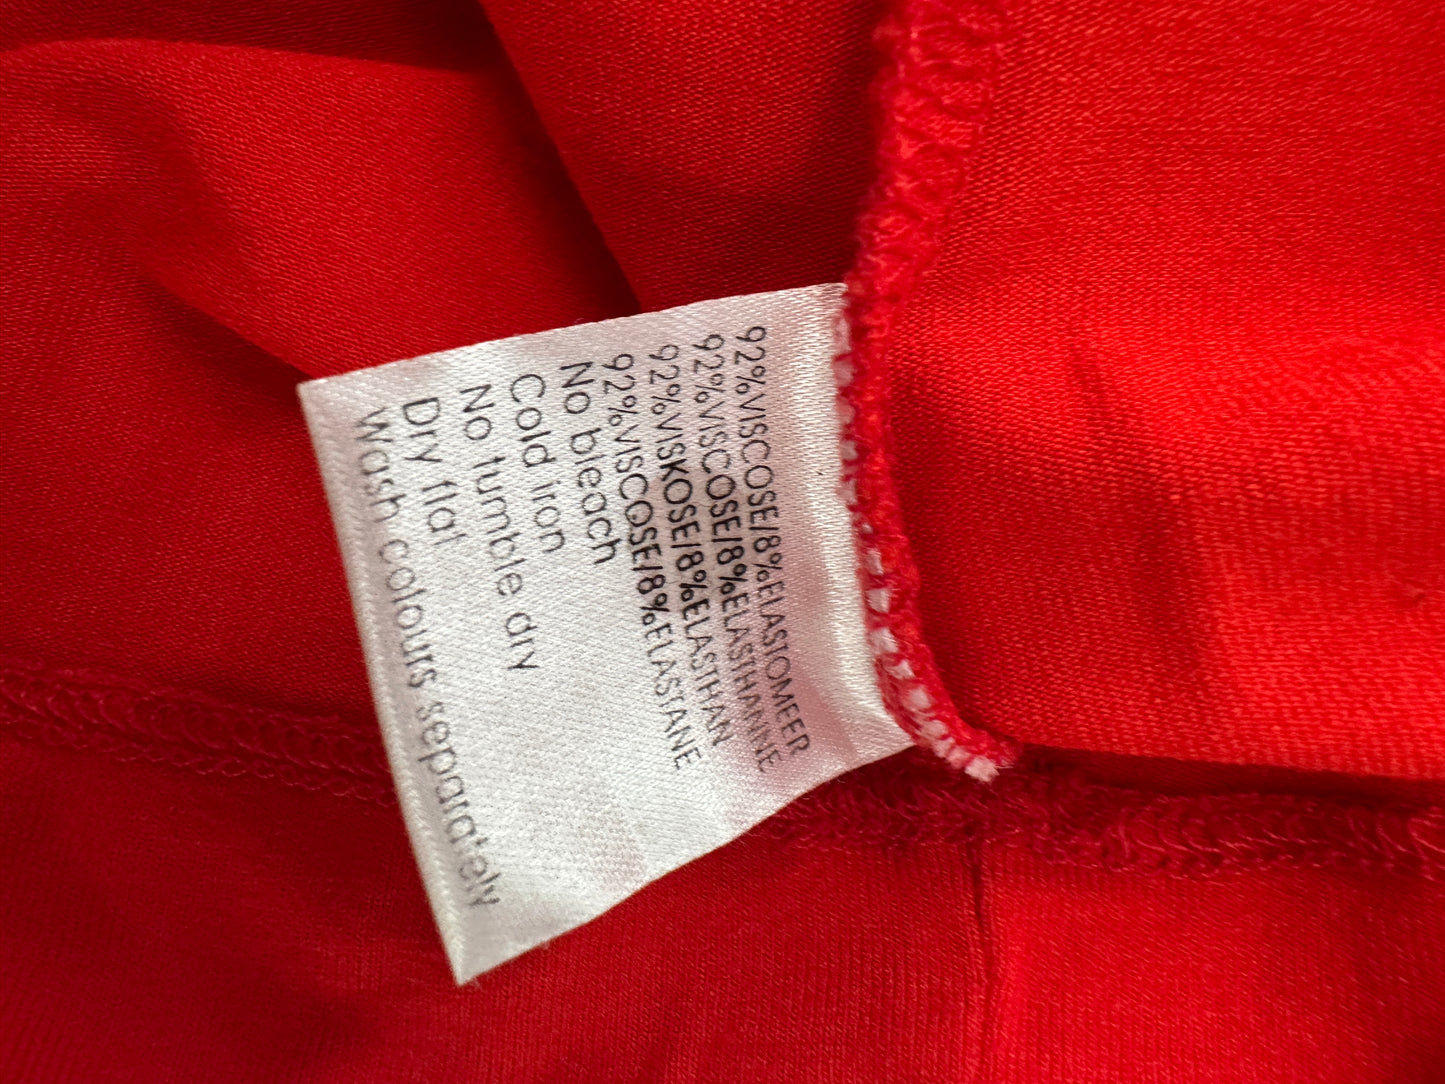 92%VISCOSE/8%ELASTOMEER
92%VISCOSE/8%ELASTHANNE
92%VISKOSE/8%ELASTHAN
92%VISCOSE/8%ELASTANE
No bleach
Cold iron
No tumble dry
Dry flat
Wash colours separately